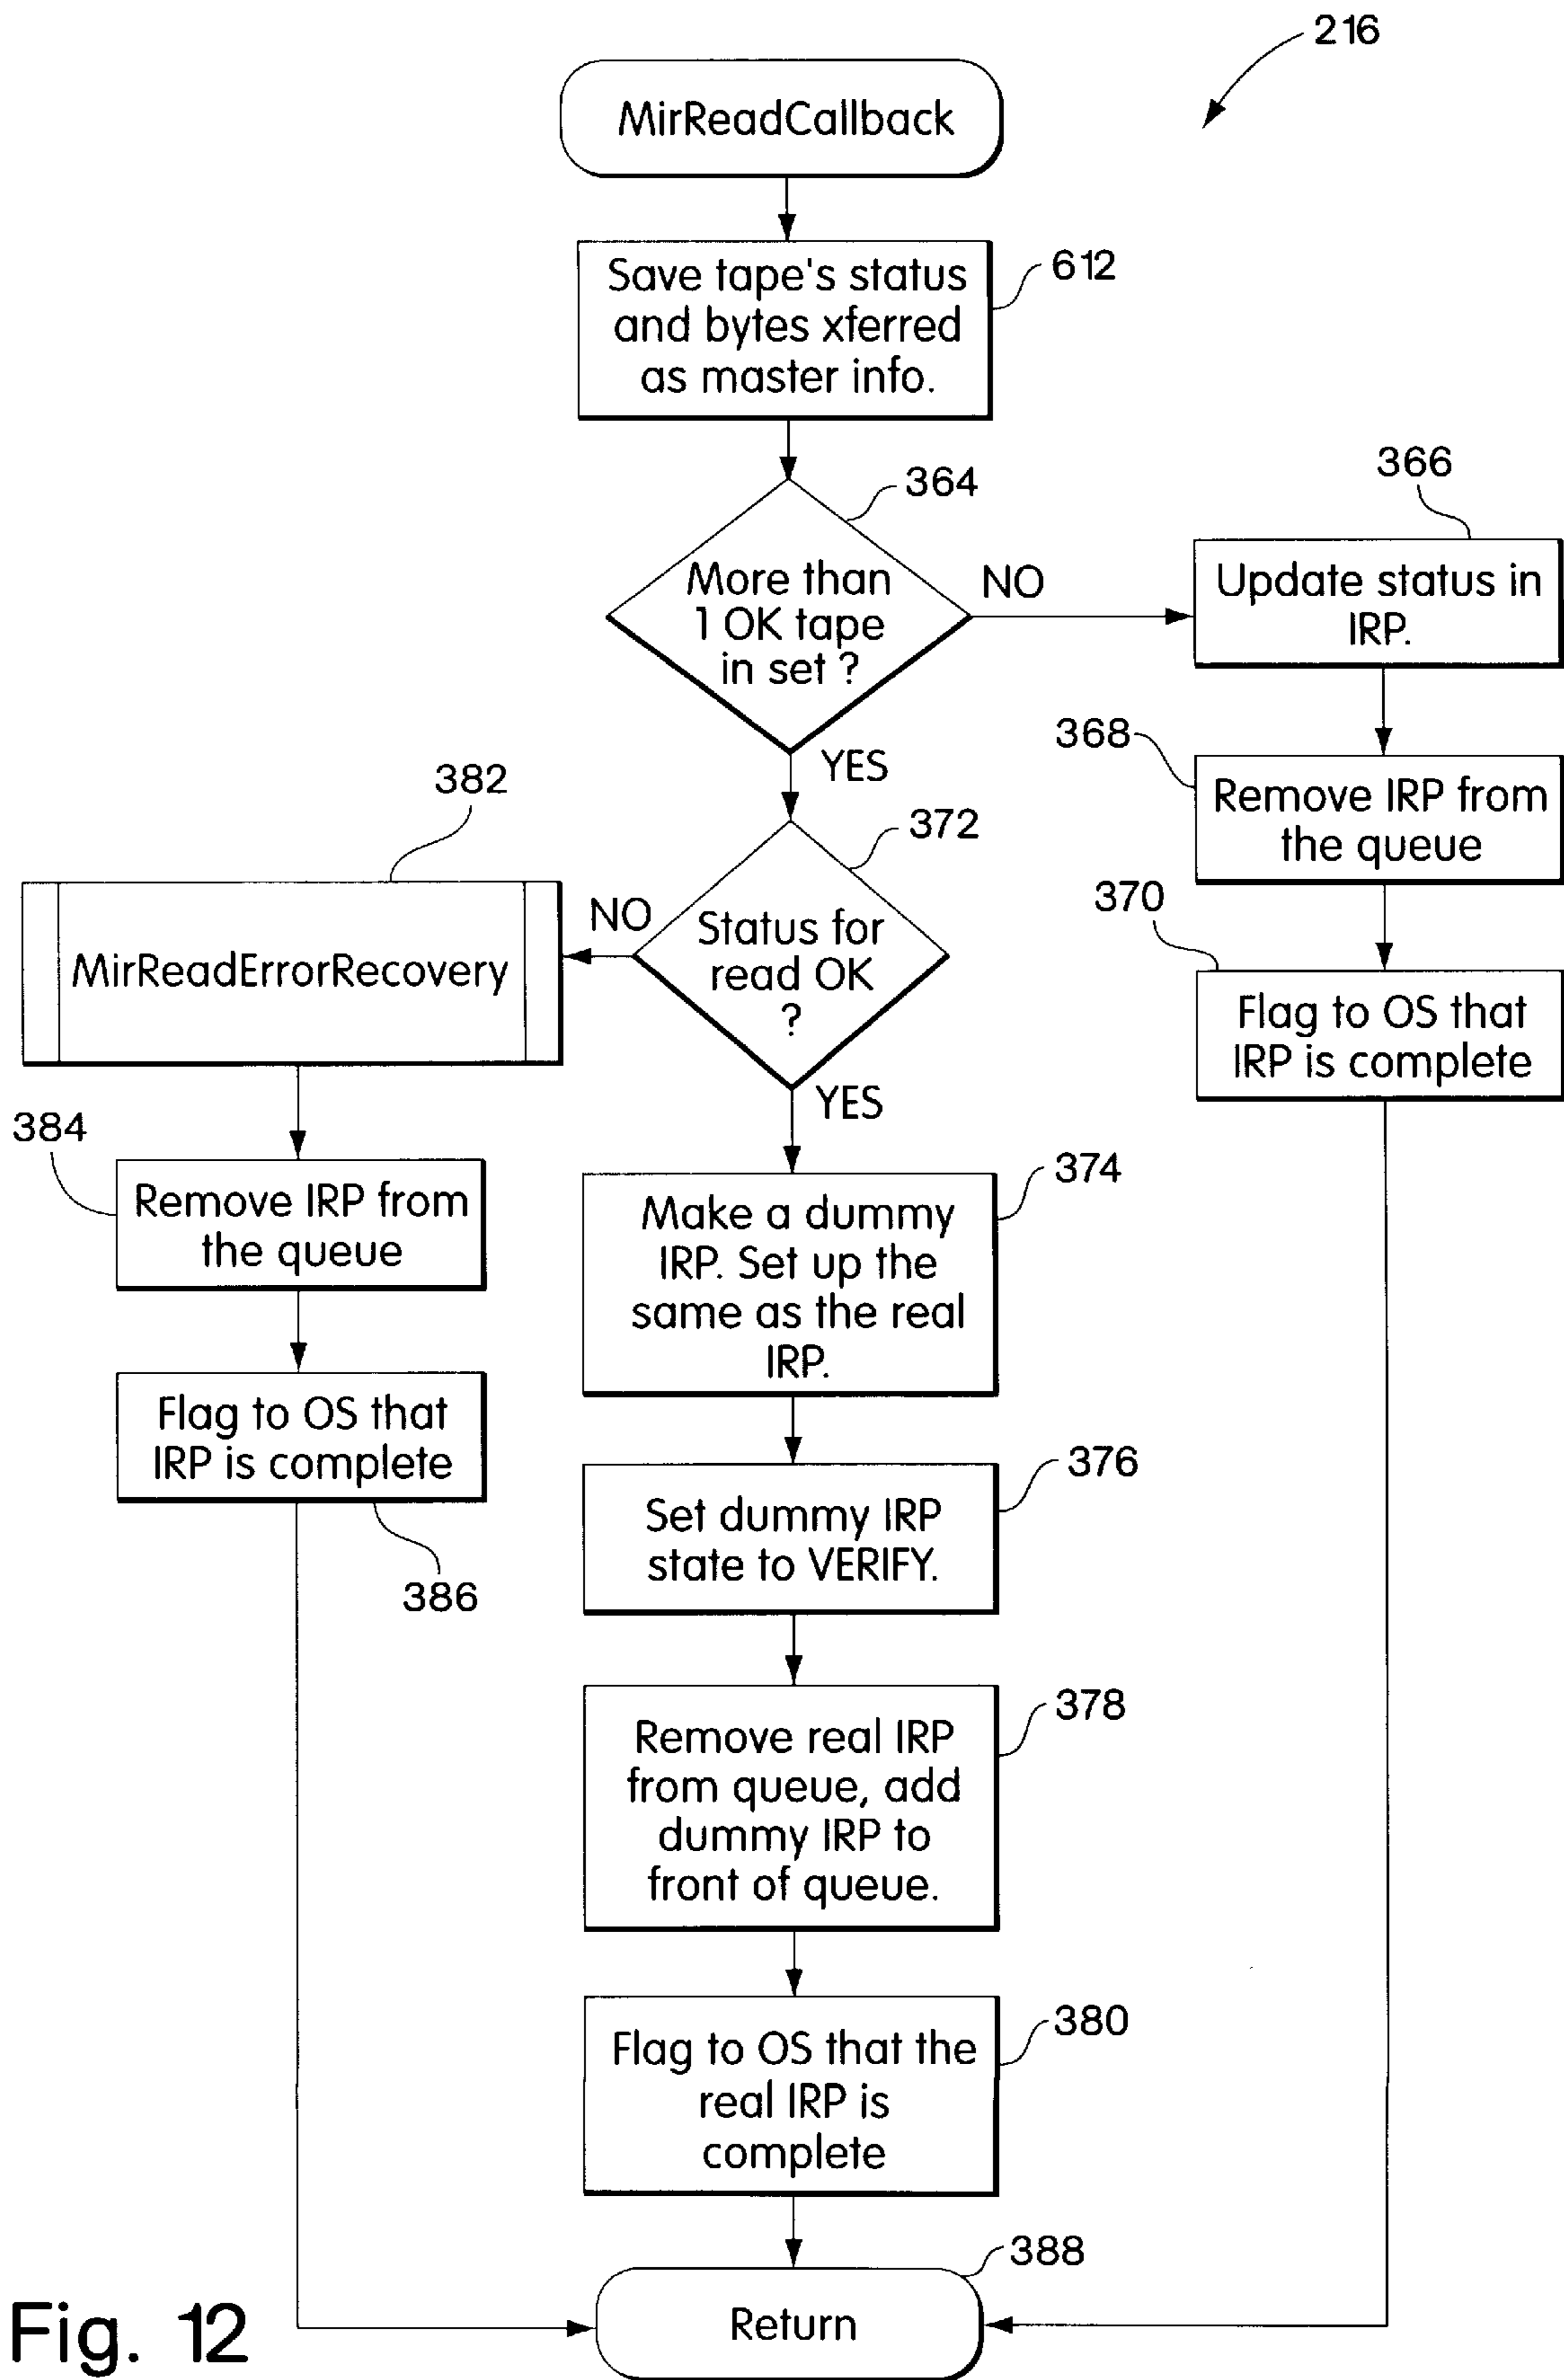 216
MirReadCallback
612
Save tape's status
and bytes xferred
as master info.
364
More than
1 OK tape
in set ?
NO
YES
366
Update status in
IRP.
368
Remove IRP from
the queue
370
Flag to OS that
IRP is complete
372
Status for
read OK
?
NO
YES
382
MirReadErrorRecovery
384
Remove IRP from
the queue
Flag to OS that
IRP is complete
386
374
Make a dummy
IRP. Set up the
same as the real
IRP.
376
Set dummy IRP
state to VERIFY.
378
Remove real IRP
from queue, add
dummy IRP to
front of queue.
380
Flag to OS that the
real IRP is
complete
388
Return
Fig. 12